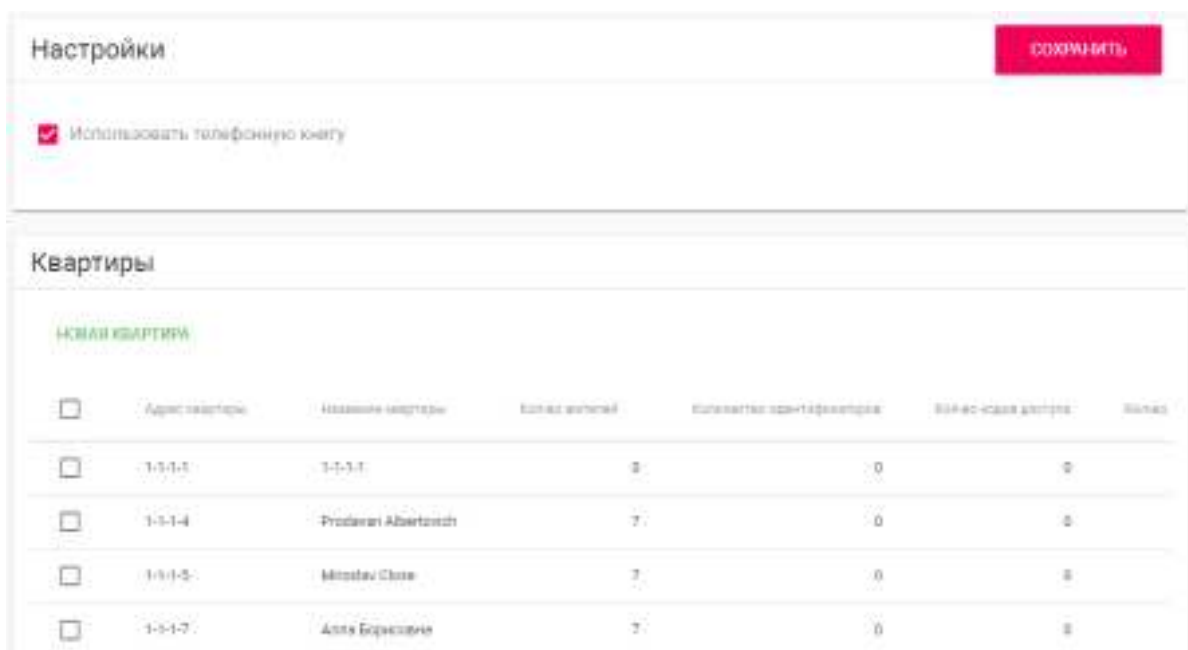 Настройки СОХРАНИТЬ
Использовать телефонную книгу
Квартиры
НОВАЯ КВАРТИРА
Адрес квартиры Название квартиры Кол-во жителей Количество идентификаторов Кол-во кодов доступа Кол-во
1-1-1-1 1-1-1-1 0 0 0
1-1-1-4 Prodavan Albertovich 7 0 0
1-1-1-5 Miroslav Close 7 0 0
1-1-1-7 Алла Борисовна 7 0 0